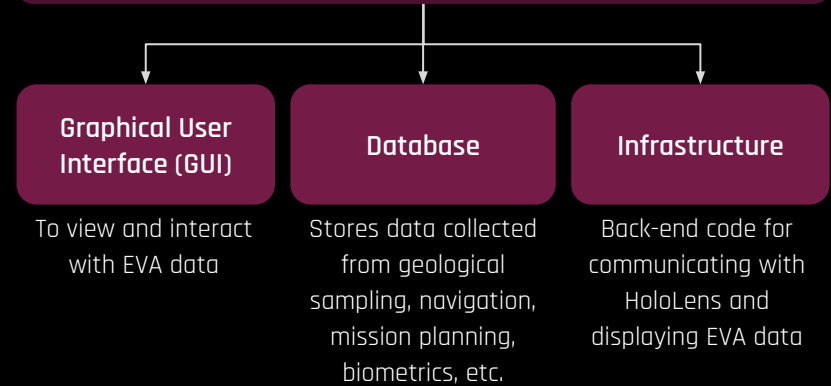 Graphical User
Interface (GUI)
Database
Infrastructure
To view and interact
with EVA data
Stores data collected
from geological
sampling, navigation,
mission planning,
biometrics, etc.
Back-end code for
communicating with
HoloLens and
displaying EVA data